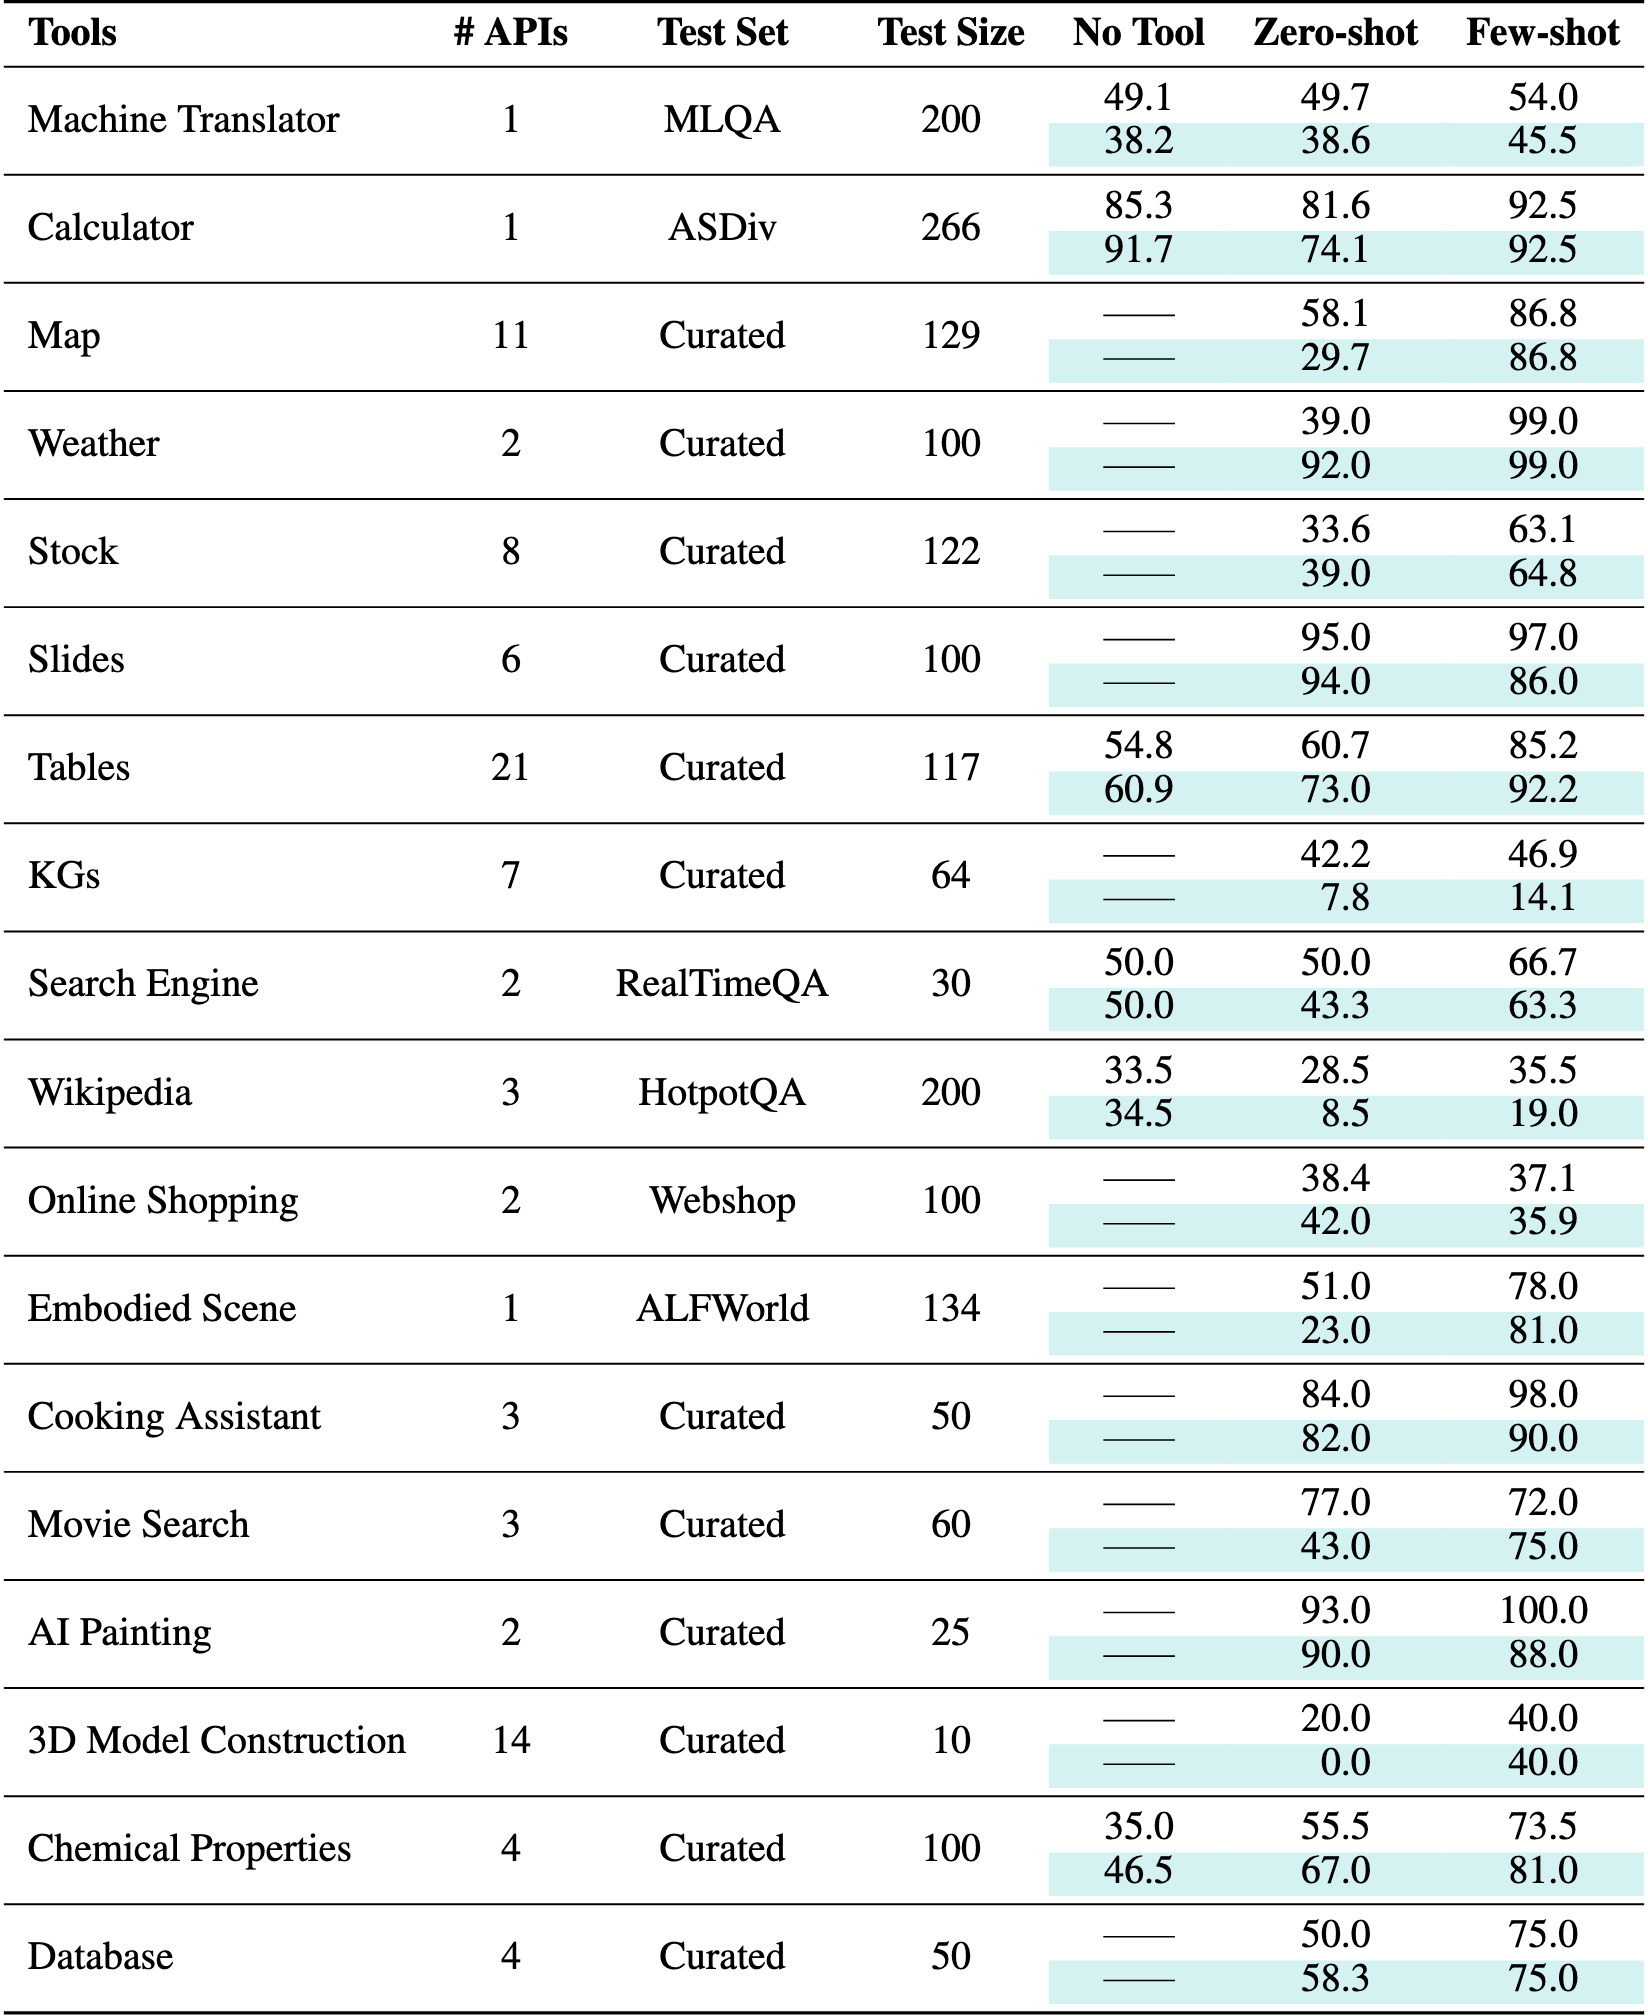 Tools # APIs Test Set Test Size No Tool Zero-shot Few-shot
49.1 49.7 54.0
Machine Translator 1 MLQA 200
38.2 38.6 45.5
85.3 81.6 92.5
Calculator 1 ASDiv 266
91.7 74.1 92.5
—— 58.1 86.8
Map 11 Curated 129
—— 29.7 86.8
—— 39.0 99.0
Weather 2 Curated 100
—— 92.0 99.0
—— 33.6 63.1
Stock 8 Curated 122
—— 39.0 64.8
—— 95.0 97.0
Slides 6 Curated 100
—— 94.0 86.0
54.8 60.7 85.2
Tables 21 Curated 117
60.9 73.0 92.2
—— 42.2 46.9
KGs 7 Curated 64
—— 7.8 14.1
50.0 50.0 66.7
Search Engine 2 RealTimeQA 30
50.0 43.3 63.3
33.5 28.5 35.5
Wikipedia 3 HotpotQA 200
34.5 8.5 19.0
—— 38.4 37.1
Online Shopping 2 Webshop 100
—— 42.0 35.9
—— 51.0 78.0
Embodied Scene 1 ALFWorld 134
—— 23.0 81.0
—— 84.0 98.0
Cooking Assistant 3 Curated 50
—— 82.0 90.0
—— 77.0 72.0
Movie Search 3 Curated 60
—— 43.0 75.0
—— 93.0 100.0
AI Painting 2 Curated 25
—— 90.0 88.0
—— 20.0 40.0
3D Model Construction 14 Curated 10
—— 0.0 40.0
35.0 55.5 73.5
Chemical Properties 4 Curated 100
46.5 67.0 81.0
—— 50.0 75.0
Database 4 Curated 50
—— 58.3 75.0